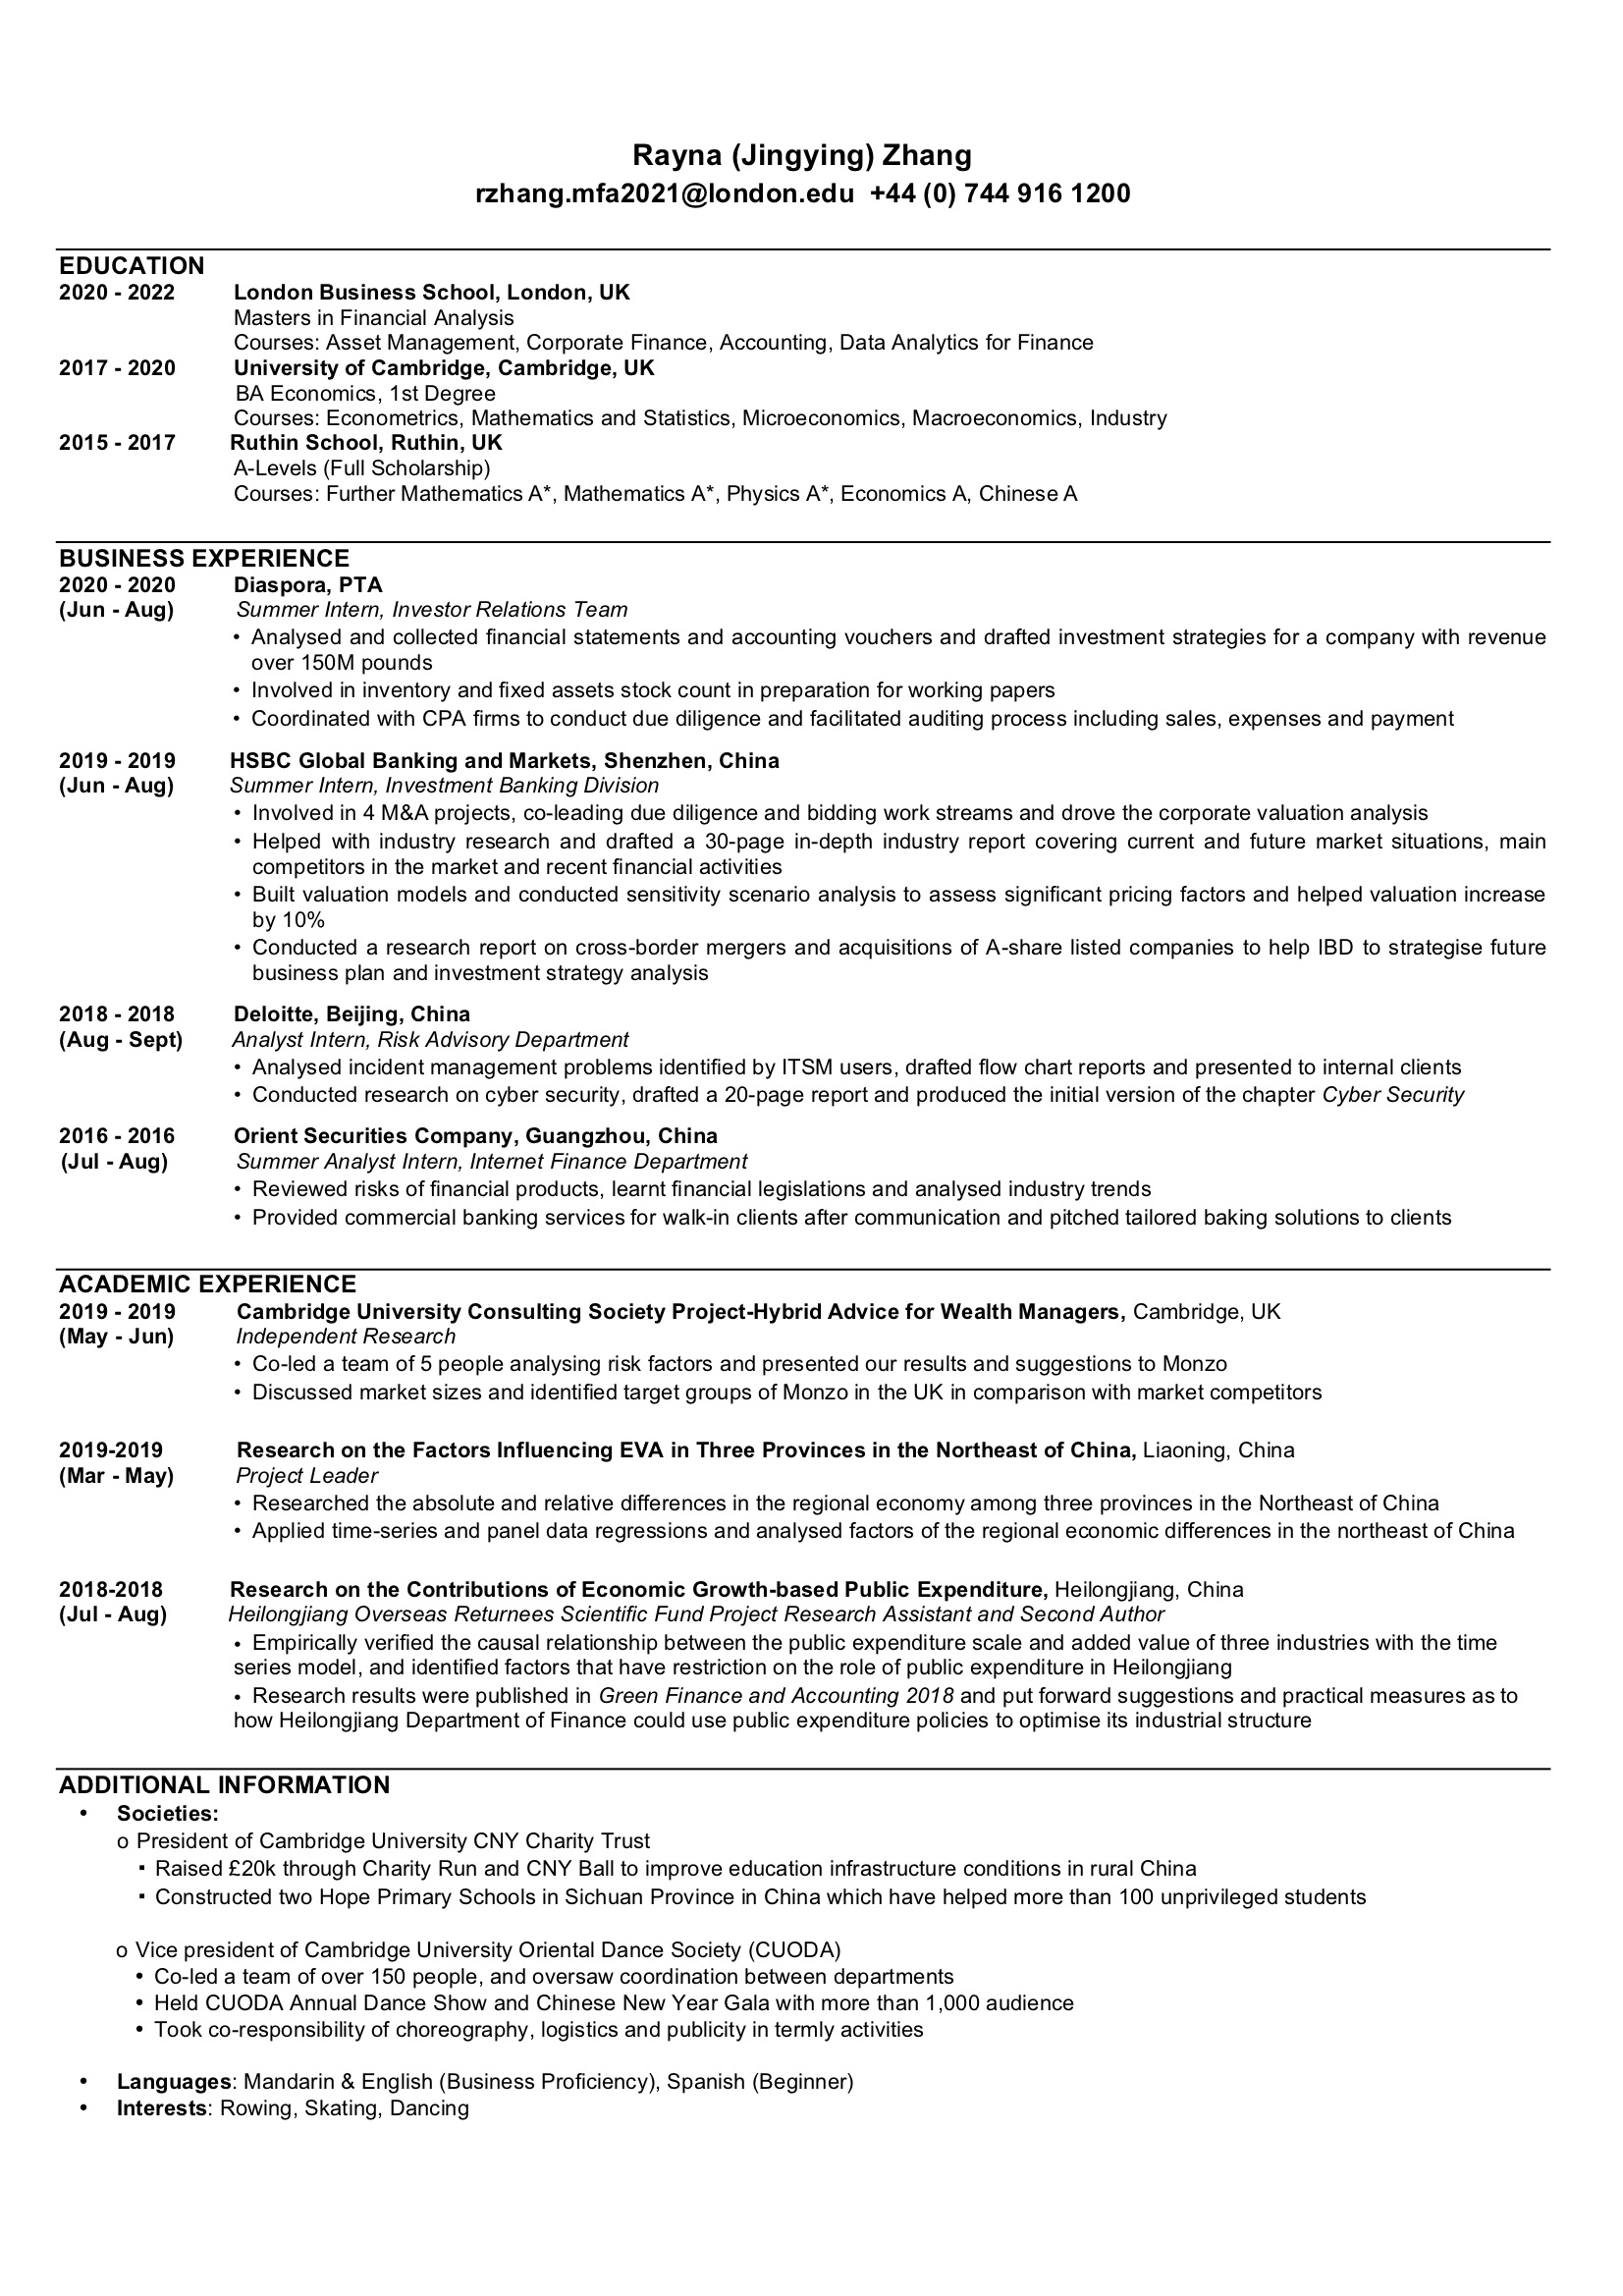 Rayna (Jingying) Zhang
rzhang.mfa2021@london.edu +44 (0) 744 916 1200
EDUCATION
2020 - 2022 London Business School, London, UK
Masters in Financial Analysis
Courses: Asset Management, Corporate Finance, Accounting, Data Analytics for Finance
2017 - 2020 University of Cambridge, Cambridge, UK
BA Economics, 1st Degree
Courses: Econometrics, Mathematics and Statistics, Microeconomics, Macroeconomics, Industry
2015 - 2017 Ruthin School, Ruthin, UK
A-Levels (Full Scholarship)
Courses: Further Mathematics A*, Mathematics A*, Physics A*, Economics A, Chinese A
BUSINESS EXPERIENCE
2020 - 2020 Diaspora, PTA
(Jun - Aug) Summer Intern, Investor Relations Team
• Analysed and collected financial statements and accounting vouchers and drafted investment strategies for a company with revenue
over 150M pounds
• Involved in inventory and fixed assets stock count in preparation for working papers
• Coordinated with CPA firms to conduct due diligence and facilitated auditing process including sales, expenses and payment
2019 - 2019 HSBC Global Banking and Markets, Shenzhen, China
(Jun - Aug) Summer Intern, Investment Banking Division
• Involved in 4 M&A projects, co-leading due diligence and bidding work streams and drove the corporate valuation analysis
• Helped with industry research and drafted a 30-page in-depth industry report covering current and future market situations, main
competitors in the market and recent financial activities
• Built valuation models and conducted sensitivity scenario analysis to assess significant pricing factors and helped valuation increase
by 10%
• Conducted a research report on cross-border mergers and acquisitions of A-share listed companies to help IBD to strategise future
business plan and investment strategy analysis
2018 - 2018 Deloitte, Beijing, China
(Aug - Sept) Analyst Intern, Risk Advisory Department
• Analysed incident management problems identified by ITSM users, drafted flow chart reports and presented to internal clients
• Conducted research on cyber security, drafted a 20-page report and produced the initial version of the chapter Cyber Security
2016 - 2016 Orient Securities Company, Guangzhou, China
(Jul - Aug) Summer Analyst Intern, Internet Finance Department
• Reviewed risks of financial products, learnt financial legislations and analysed industry trends
• Provided commercial banking services for walk-in clients after communication and pitched tailored baking solutions to clients
ACADEMIC EXPERIENCE
2019 - 2019 Cambridge University Consulting Society Project-Hybrid Advice for Wealth Managers, Cambridge, UK
(May - Jun) Independent Research
• Co-led a team of 5 people analysing risk factors and presented our results and suggestions to Monzo
• Discussed market sizes and identified target groups of Monzo in the UK in comparison with market competitors
2019-2019 Research on the Factors Influencing EVA in Three Provinces in the Northeast of China, Liaoning, China
(Mar - May) Project Leader
• Researched the absolute and relative differences in the regional economy among three provinces in the Northeast of China
• Applied time-series and panel data regressions and analysed factors of the regional economic differences in the northeast of China
2018-2018 Research on the Contributions of Economic Growth-based Public Expenditure, Heilongjiang, China
(Jul - Aug) Heilongjiang Overseas Returnees Scientific Fund Project Research Assistant and Second Author
• Empirically verified the causal relationship between the public expenditure scale and added value of three industries with the time
series model, and identified factors that have restriction on the role of public expenditure in Heilongjiang
• Research results were published in Green Finance and Accounting 2018 and put forward suggestions and practical measures as to
how Heilongjiang Department of Finance could use public expenditure policies to optimise its industrial structure
ADDITIONAL INFORMATION
• Societies:
o President of Cambridge University CNY Charity Trust
▪ Raised £20k through Charity Run and CNY Ball to improve education infrastructure conditions in rural China
▪ Constructed two Hope Primary Schools in Sichuan Province in China which have helped more than 100 unprivileged students
o Vice president of Cambridge University Oriental Dance Society (CUODA)
• Co-led a team of over 150 people, and oversaw coordination between departments
• Held CUODA Annual Dance Show and Chinese New Year Gala with more than 1,000 audience
• Took co-responsibility of choreography, logistics and publicity in termly activities
• Languages: Mandarin & English (Business Proficiency), Spanish (Beginner)
• Interests: Rowing, Skating, Dancing